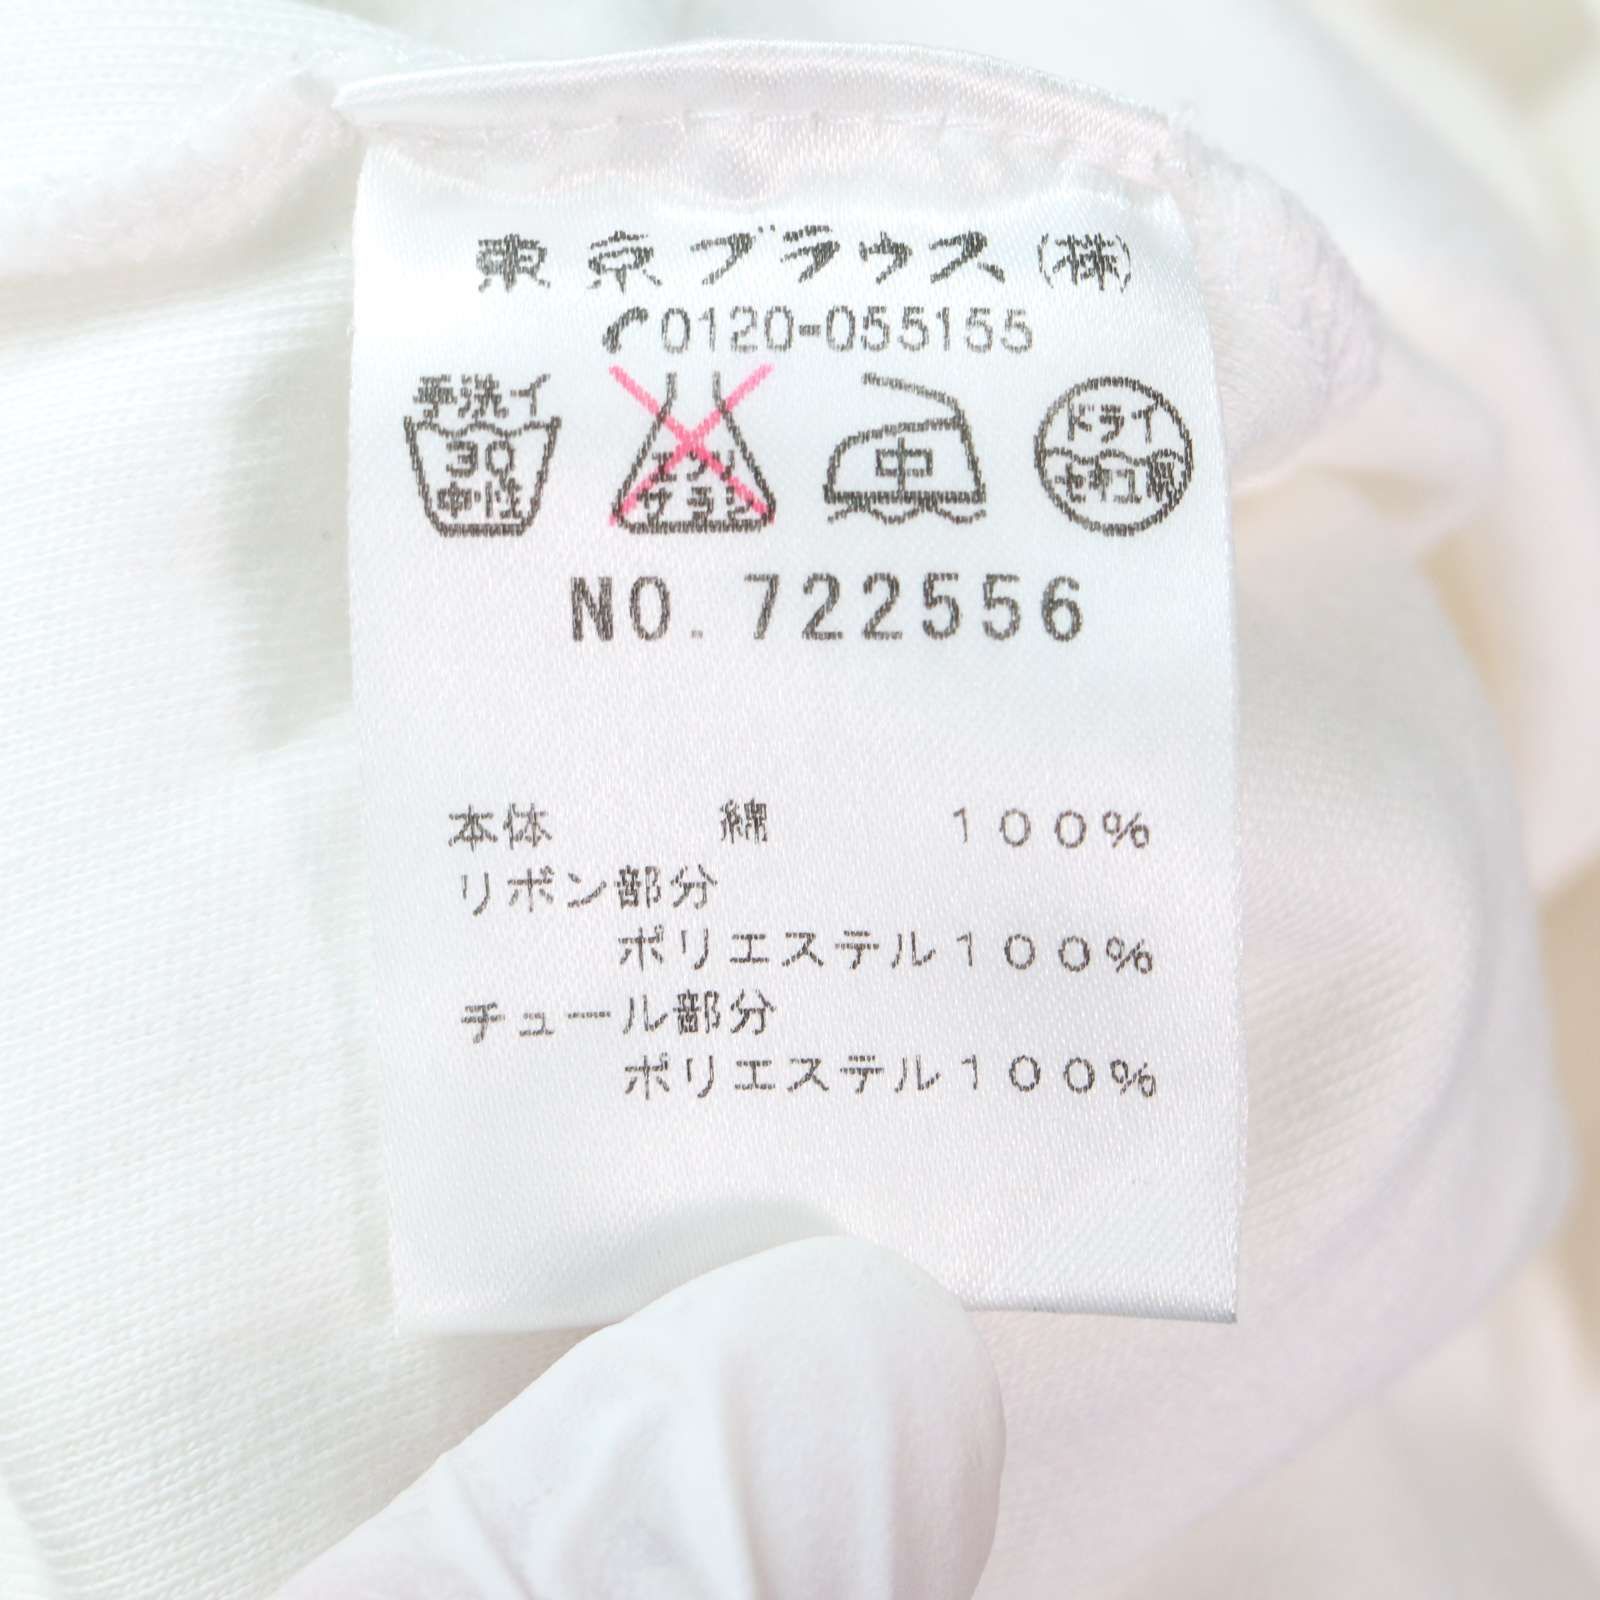 東京ブラウス(株)
0120-055155
手洗イ 30 中性
エンソ サラシ
中
ドライ セキユ系
NO. 722556
本体 綿 100%
リボン部分
ポリエステル100%
チュール部分
ポリエステル100%